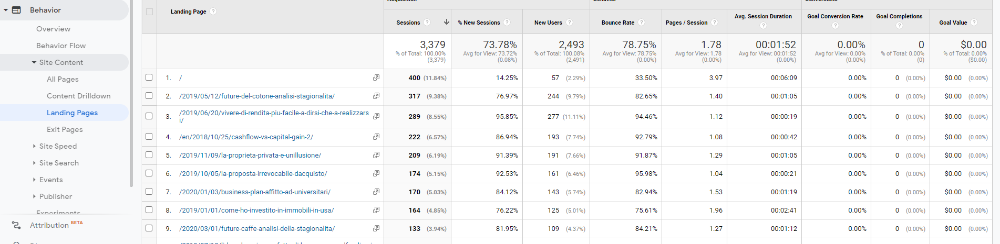 Behavior
Overview
Behavior Flow
Site Content
All Pages
Content Drilldown
Landing Pages
Exit Pages
Site Speed
Site Search
Events
Publisher
Experiments
Attribution BETA
Acquisition Behavior Conversions
Landing Page ?
Sessions ? % New Sessions ? New Users ? Bounce Rate ? Pages / Session ? Avg. Session Duration ? Goal Conversion Rate ? Goal Completions ? Goal Value ?
3,379 73.78% 2,493 78.75% 1.78 00:01:52 0.00% 0 $0.00
% of Total: 100.00% Avg for View: 73.72% % of Total: 100.08% Avg for View: 78.75% Avg for View: 1.78 Avg for View: 00:01:52 Avg for View: 0.00% % of Total: 0.00% % of Total: 0.00%
(3,379) (0.08%) (2,491) (0.00%) (0.00%) (0.00%) (0.00%) (0) ($0.00)
1. / 400 (11.84%) 14.25% 57 (2.29%) 33.50% 3.97 00:06:09 0.00% 0 (0.00%) $0.00 (0.00%)
2. /2019/05/12/future-del-cotone-analisi-stagionalita/ 317 (9.38%) 76.97% 244 (9.79%) 82.65% 1.40 00:01:05 0.00% 0 (0.00%) $0.00 (0.00%)
3. /2019/06/20/vivere-di-rendita-piu-facile-a-dirsi-che-a-realizzars
i/ 289 (8.55%) 95.85% 277 (11.11%) 94.46% 1.12 00:00:19 0.00% 0 (0.00%) $0.00 (0.00%)
4. /en/2018/10/25/cashflow-vs-capital-gain-2/ 222 (6.57%) 86.94% 193 (7.74%) 92.79% 1.08 00:00:42 0.00% 0 (0.00%) $0.00 (0.00%)
5. /2019/11/09/la-proprieta-privata-e-unillusione/ 209 (6.19%) 91.39% 191 (7.66%) 91.87% 1.29 00:01:05 0.00% 0 (0.00%) $0.00 (0.00%)
6. /2019/10/05/la-proposta-irrevocabile-dacquisto/ 174 (5.15%) 92.53% 161 (6.46%) 95.98% 1.04 00:00:21 0.00% 0 (0.00%) $0.00 (0.00%)
7. /2020/01/03/business-plan-affitto-ad-universitari/ 170 (5.03%) 84.12% 143 (5.74%) 82.94% 1.53 00:01:19 0.00% 0 (0.00%) $0.00 (0.00%)
8. /2019/01/01/come-ho-investito-in-immobili-in-usa/ 164 (4.85%) 76.22% 125 (5.01%) 75.61% 1.96 00:02:41 0.00% 0 (0.00%) $0.00 (0.00%)
9. /2020/03/01/future-caffe-analisi-della-stagionalita/ 133 (3.94%) 81.95% 109 (4.37%) 84.21% 1.27 00:01:12 0.00% 0 (0.00%) $0.00 (0.00%)